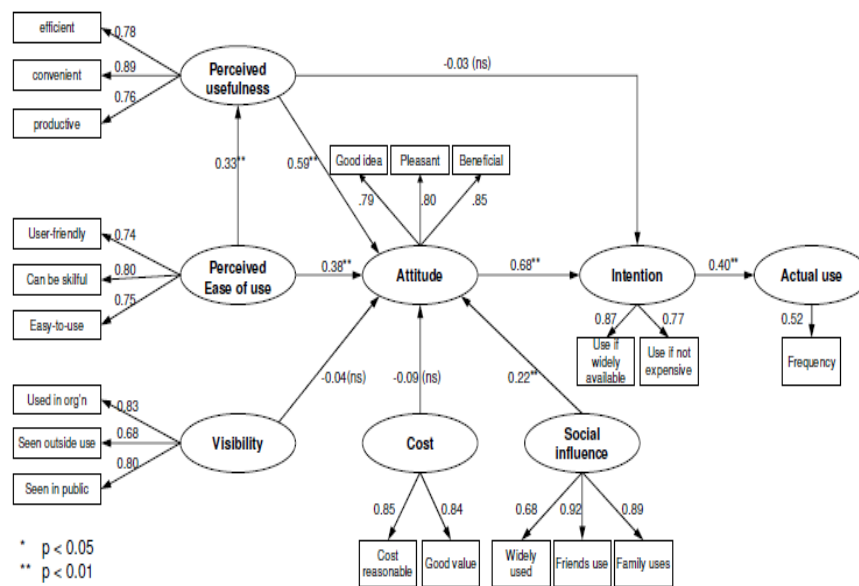 efficient
0.78
convenient
0.89
productive
0.76
Perceived
usefulness
-0.03 (ns)
0.33**
0.59**
Good idea
Pleasant
Beneficial
.79
.80
.85
User-friendly
0.74
Can be skilful
0.80
Easy-to-use
0.75
Perceived
Ease of use
0.38**
Attitude
0.68**
Intention
0.40**
Actual use
0.87
0.77
0.52
Use if
widely
available
Use if not
expensive
Frequency
-0.04(ns)
-0.09 (ns)
0.22**
Used in org'n
0.83
Seen outside use
0.68
Seen in public
0.80
Visibility
Cost
Social
influence
0.85
0.84
0.68
0.92
0.89
Cost
reasonable
Good value
Widely
used
Friends use
Family uses
* p < 0.05
** p < 0.01